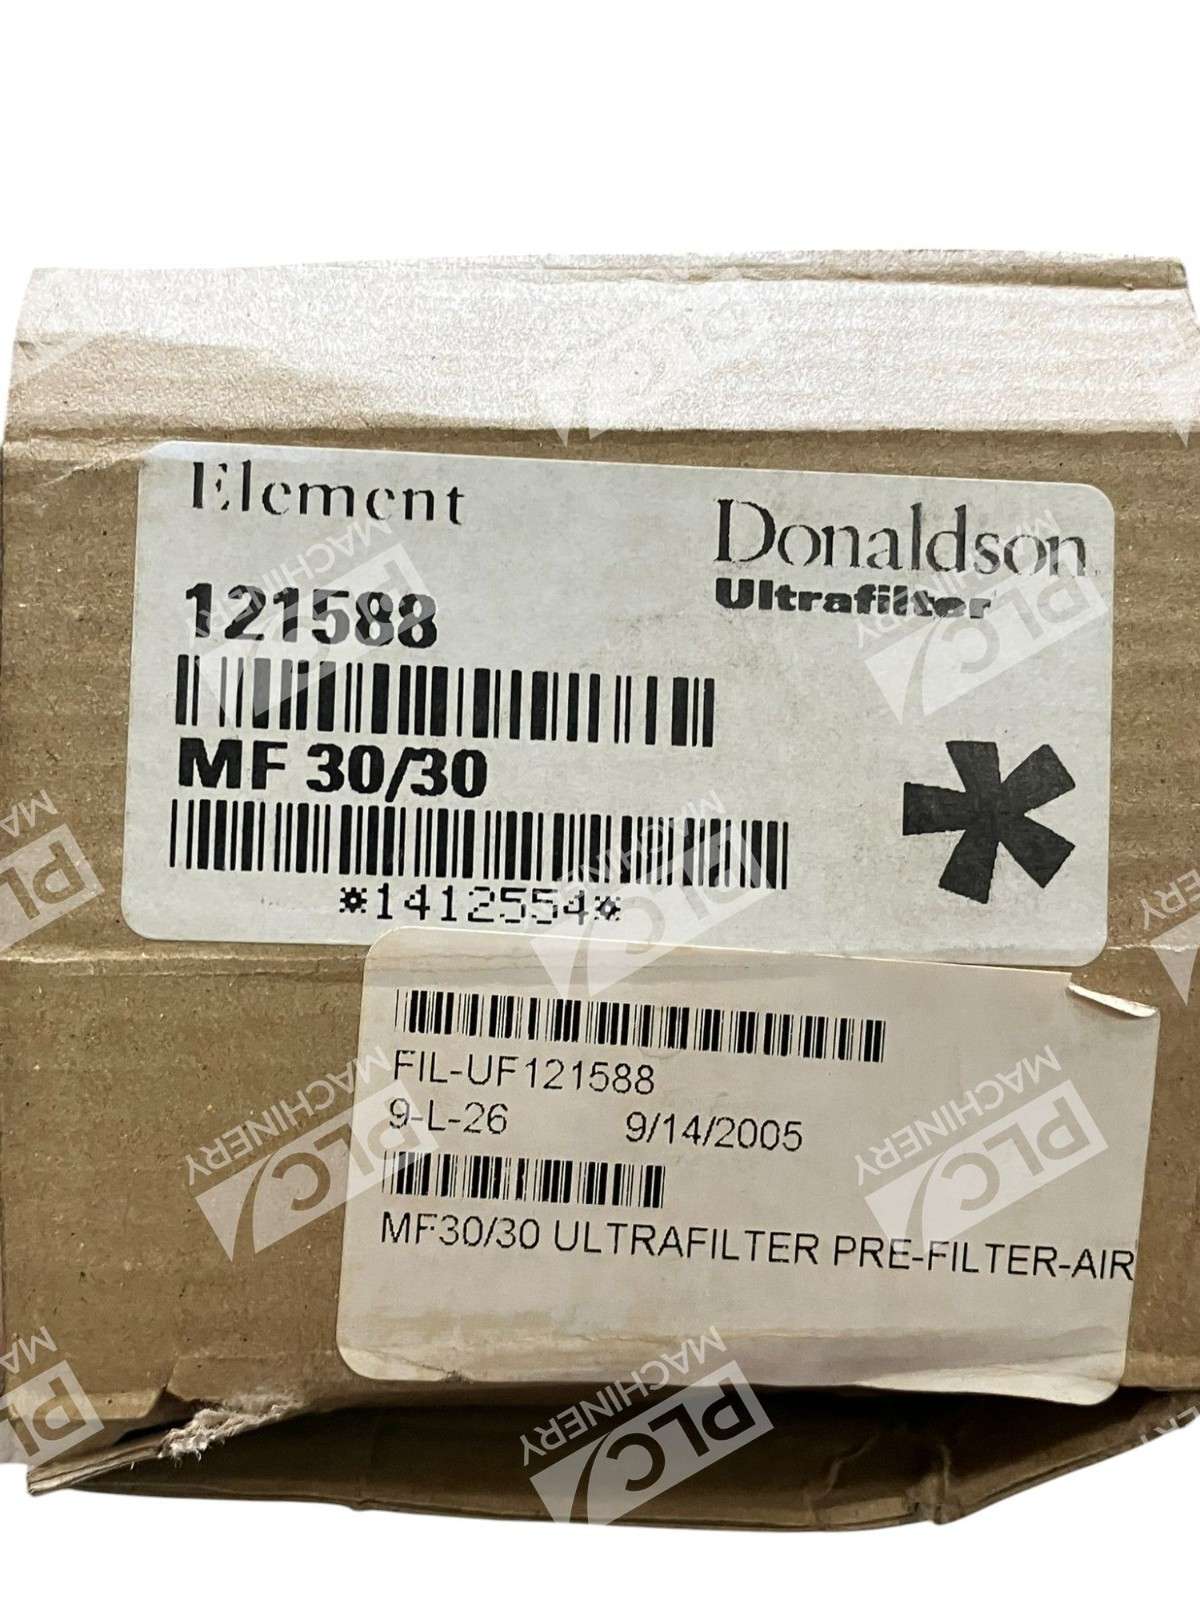 Element
Donaldson.
Ultrafilter
121588
MF 30/30
*1412554*
FIL-UF121588
9-L-26 9/14/2005
MF30/30 ULTRAFILTER PRE-FILTER-AIR
PLC MACHINERY